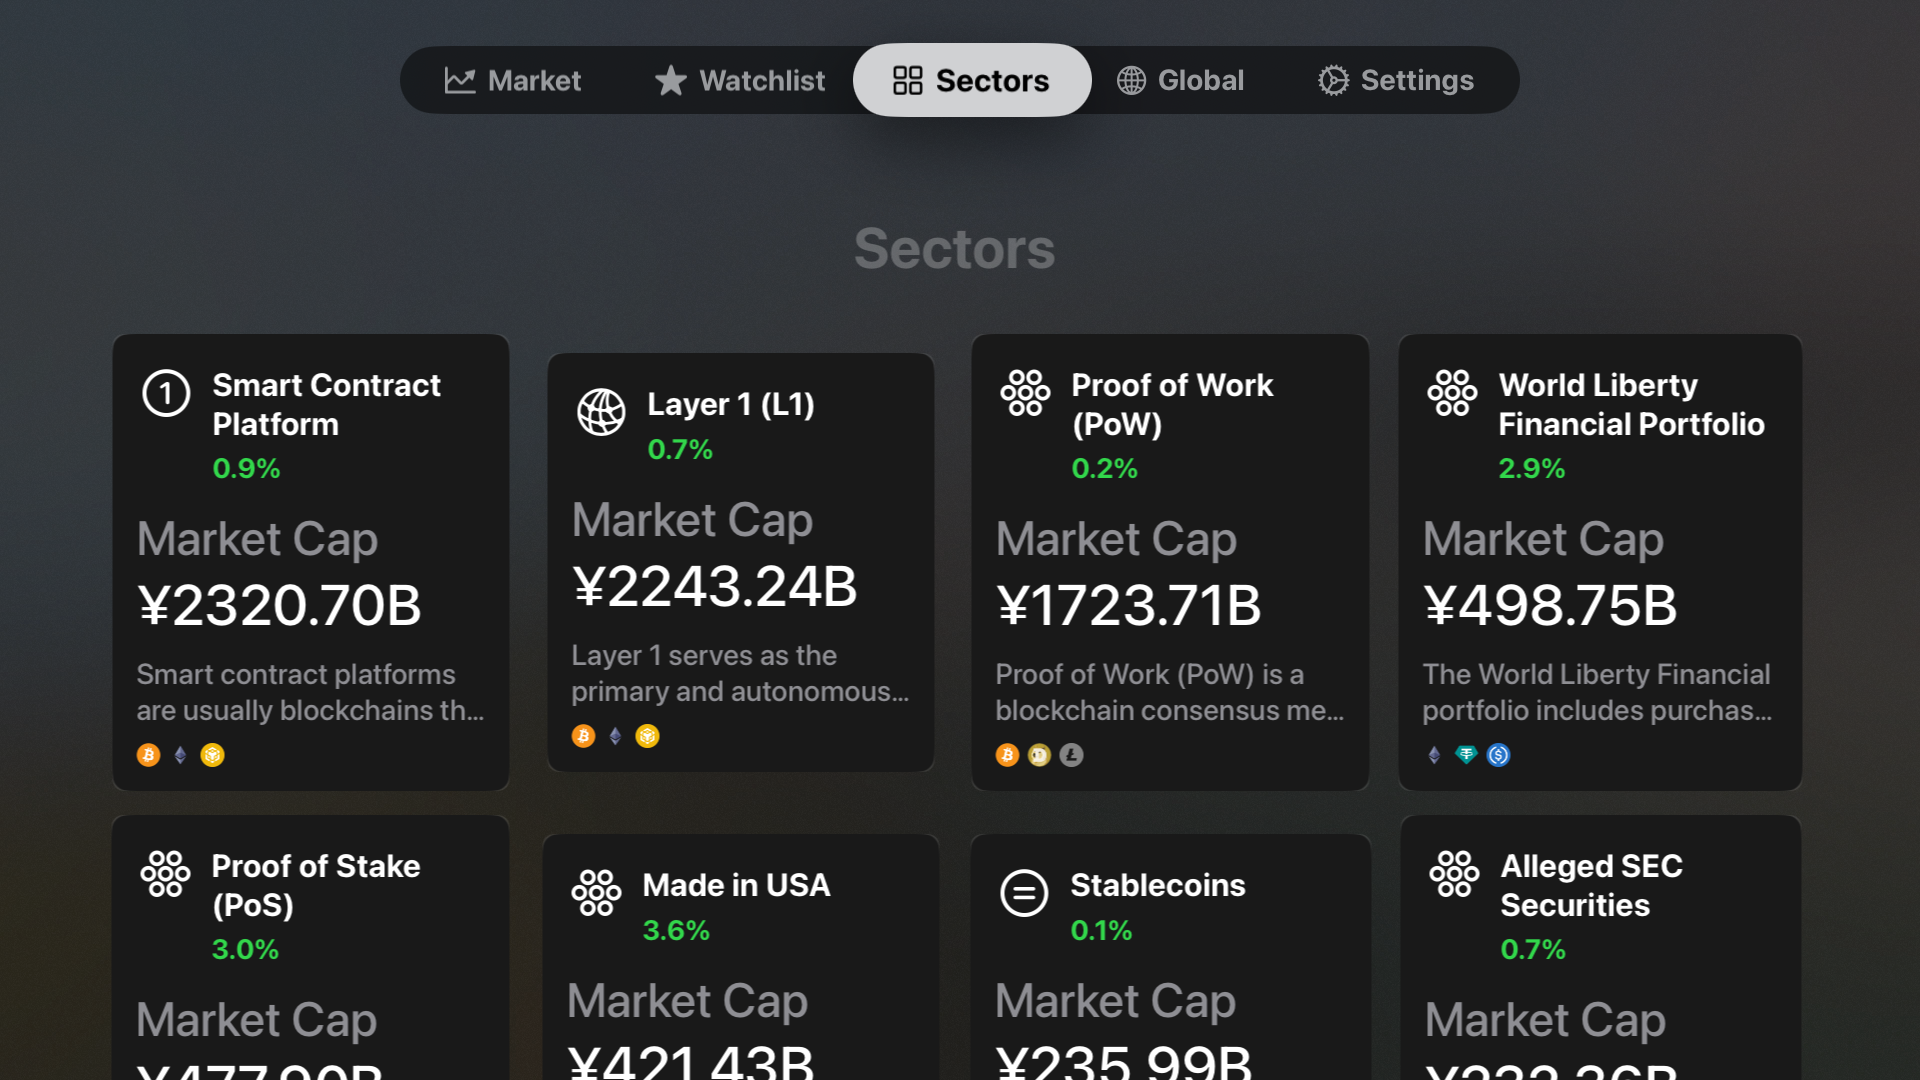 Market
Watchlist
Sectors
Global
Settings
Sectors
1
Smart Contract
Platform
0.9%
Market Cap
¥2320.70B
Smart contract platforms
are usually blockchains th...
Layer 1 (L1)
0.7%
Market Cap
¥2243.24B
Layer 1 serves as the
primary and autonomous...
Proof of Work
(PoW)
0.2%
Market Cap
¥1723.71B
Proof of Work (PoW) is a
blockchain consensus me...
World Liberty
Financial Portfolio
2.9%
Market Cap
¥498.75B
The World Liberty Financial
portfolio includes purchas...
Proof of Stake
(PoS)
3.0%
Market Cap
¥477.90B
Made in USA
3.6%
Market Cap
¥421.43B
Stablecoins
0.1%
Market Cap
¥235.99B
Alleged SEC
Securities
0.7%
Market Cap